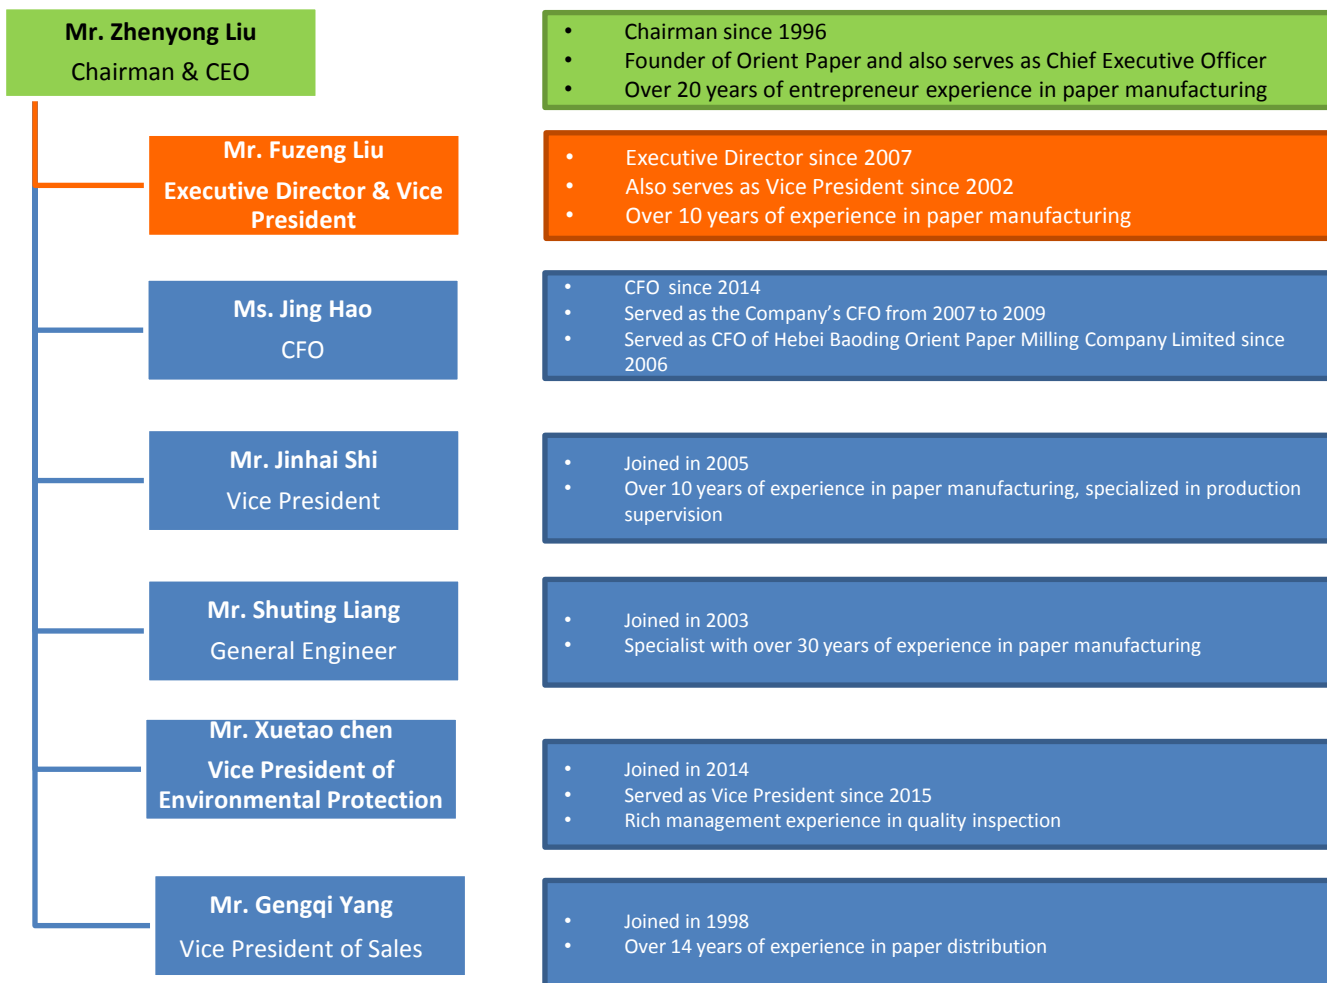 Mr. Zhenyong Liu
Chairman & CEO
• Chairman since 1996
• Founder of Orient Paper and also serves as Chief Executive Officer
• Over 20 years of entrepreneur experience in paper manufacturing
Mr. Fuzeng Liu
Executive Director & Vice
President
• Executive Director since 2007
• Also serves as Vice President since 2002
• Over 10 years of experience in paper manufacturing
Ms. Jing Hao
CFO
• CFO since 2014
• Served as the Company’s CFO from 2007 to 2009
• Served as CFO of Hebei Baoding Orient Paper Milling Company Limited since
2006
Mr. Jinhai Shi
Vice President
• Joined in 2005
• Over 10 years of experience in paper manufacturing, specialized in production
supervision
Mr. Shuting Liang
General Engineer
• Joined in 2003
• Specialist with over 30 years of experience in paper manufacturing
Mr. Xuetao chen
Vice President of
Environmental Protection
• Joined in 2014
• Served as Vice President since 2015
• Rich management experience in quality inspection
Mr. Gengqi Yang
Vice President of Sales
• Joined in 1998
• Over 14 years of experience in paper distribution